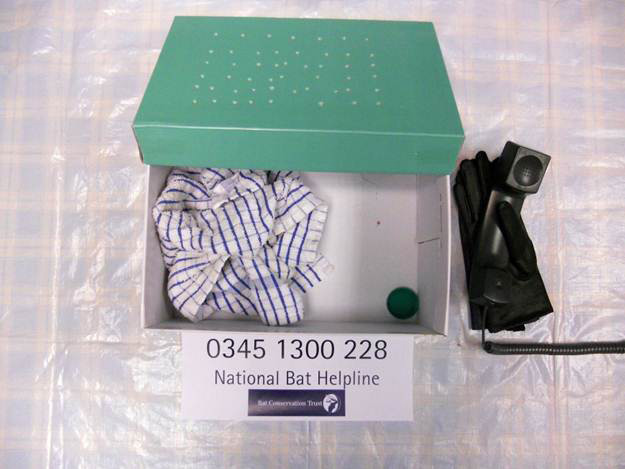 0345 1300 228
National Bat Helpline
Bat Conservation Trust